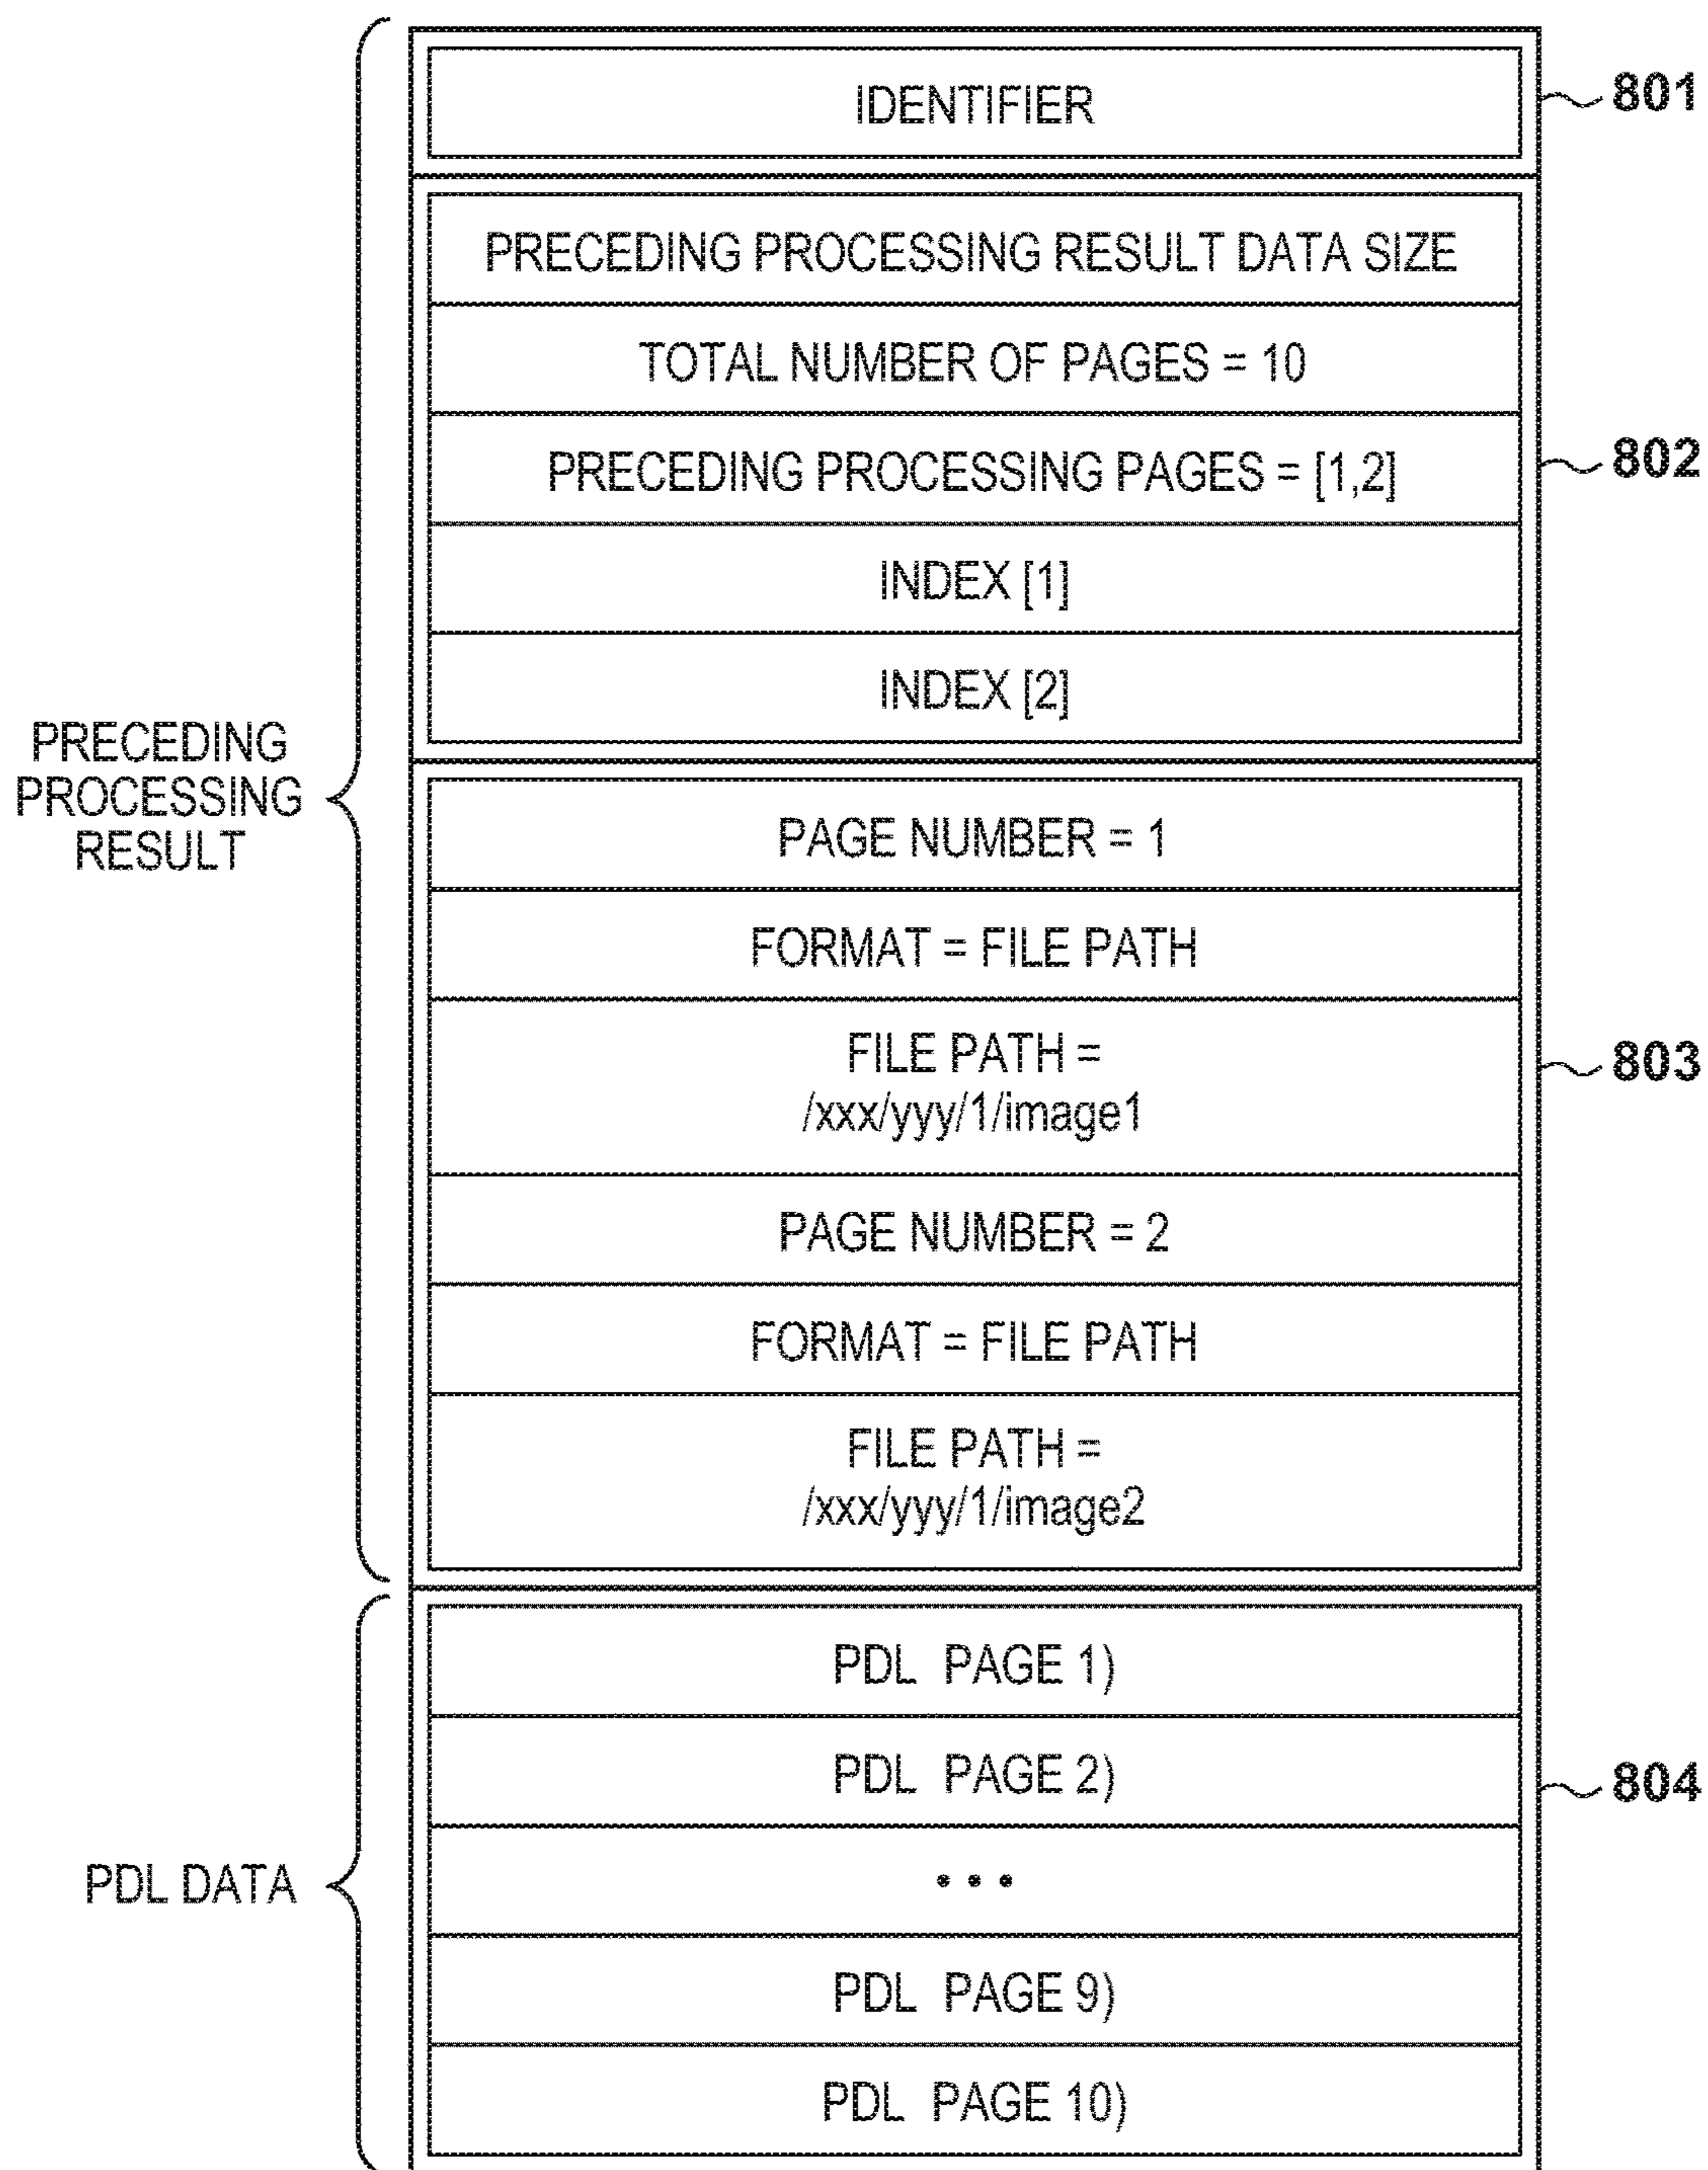 IDENTIFIER
801
PRECEDING PROCESSING RESULT DATA SIZE
TOTAL NUMBER OF PAGES = 10
PRECEDING PROCESSING PAGES = [1,2]
802
INDEX [1]
INDEX [2]
PRECEDING
PROCESSING
RESULT
PAGE NUMBER = 1
FORMAT = FILE PATH
FILE PATH =
/xxx/yyy/1/image1
803
PAGE NUMBER = 2
FORMAT = FILE PATH
FILE PATH =
/xxx/yyy/1/image2
PDL DATA
PDL PAGE 1)
PDL PAGE 2)
804
• • •
PDL PAGE 9)
PDL PAGE 10)